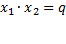 x₁ · x₂ = q